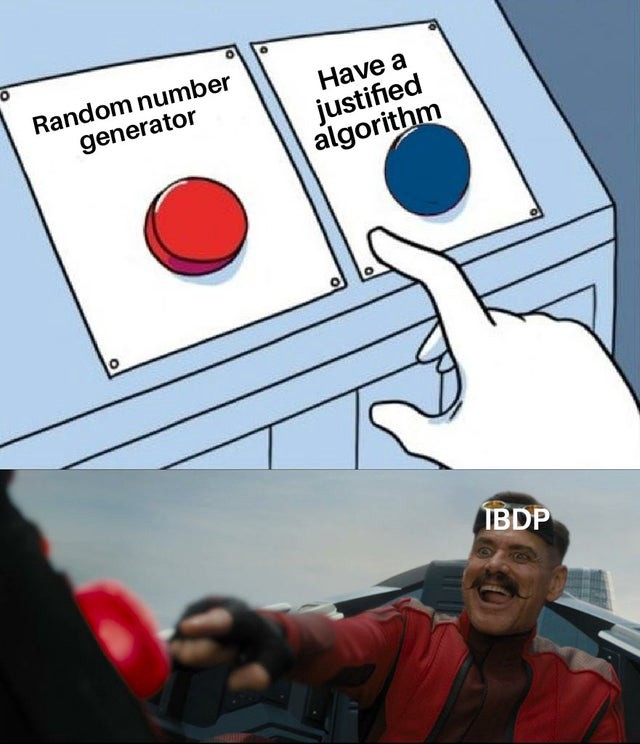 Random number
generator
Have a
justified
algorithm
IBDP